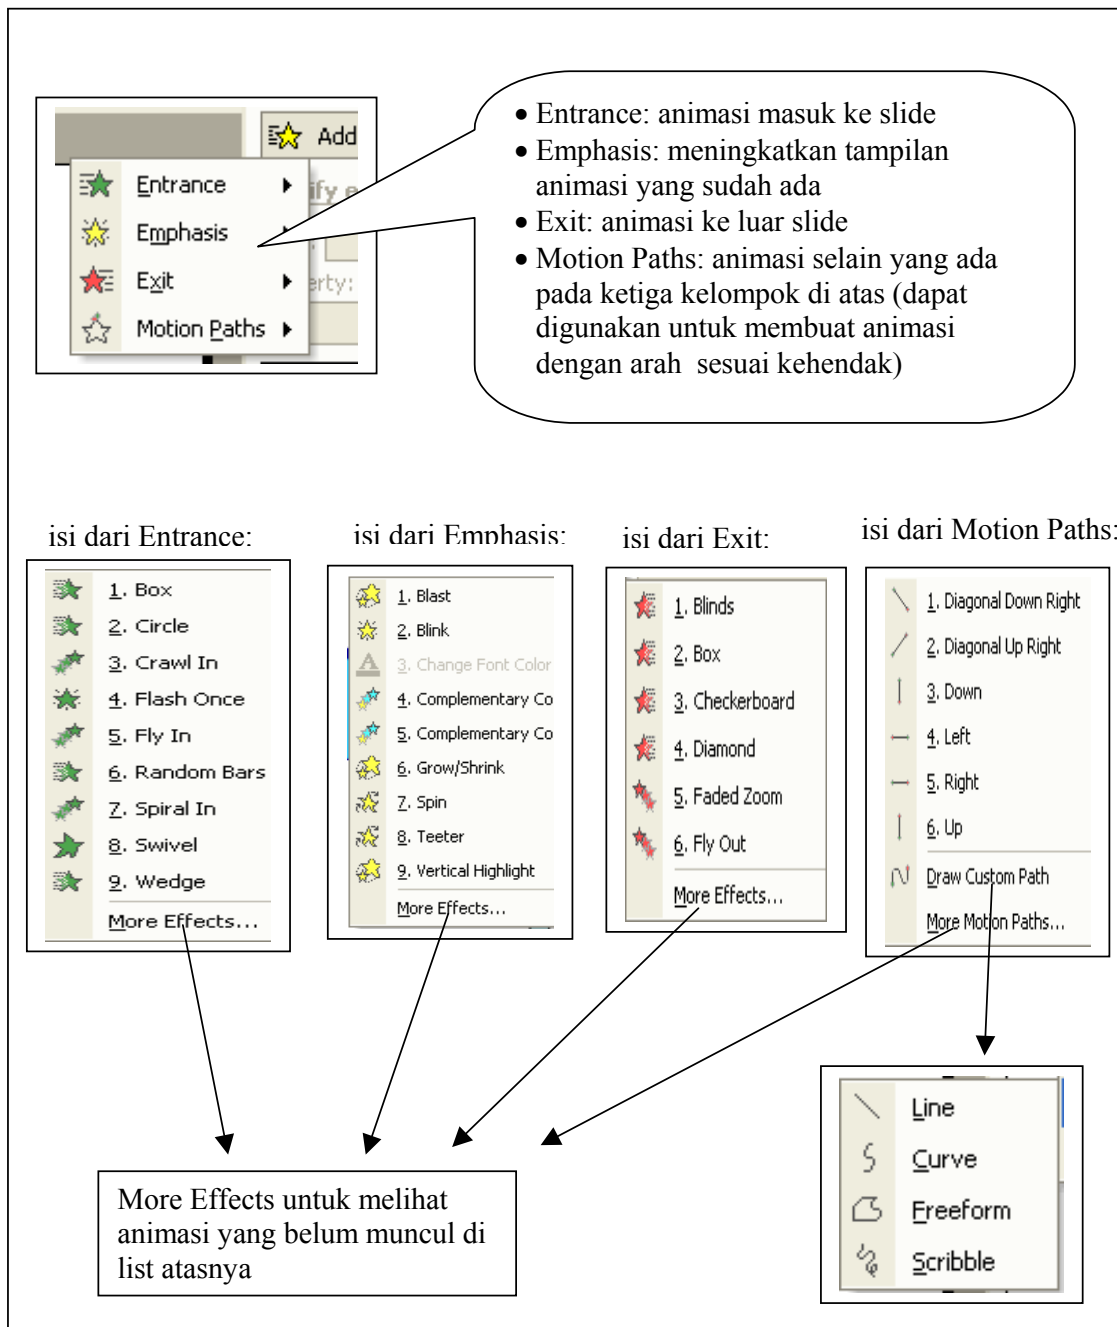 Add
Entrance
Emphasis
Exit
Motion Paths
ify e
erty:
• Entrance: animasi masuk ke slide
• Emphasis: meningkatkan tampilan
animasi yang sudah ada
• Exit: animasi ke luar slide
• Motion Paths: animasi selain yang ada
pada ketiga kelompok di atas (dapat
digunakan untuk membuat animasi
dengan arah sesuai kehendak)
isi dari Entrance:
1. Box
2. Circle
3. Crawl In
4. Flash Once
5. Fly In
6. Random Bars
7. Spiral In
8. Swivel
9. Wedge
More Effects...
isi dari Emphasis:
1. Blast
2. Blink
3. Change Font Color
4. Complementary Co
5. Complementary Co
6. Grow/Shrink
7. Spin
8. Teeter
9. Vertical Highlight
More Effects...
isi dari Exit:
1. Blinds
2. Box
3. Checkerboard
4. Diamond
5. Faded Zoom
6. Fly Out
More Effects...
isi dari Motion Paths:
1. Diagonal Down Right
2. Diagonal Up Right
3. Down
4. Left
5. Right
6. Up
Draw Custom Path
More Motion Paths...
More Effects untuk melihat
animasi yang belum muncul di
list atasnya
Line
Curve
Freeform
Scribble